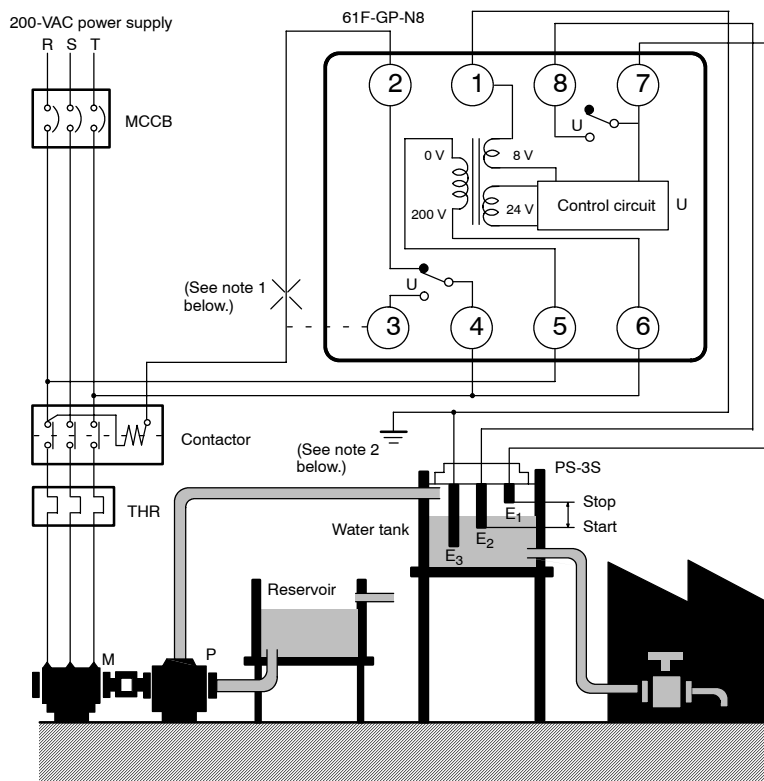 200-VAC power supply
R S T
MCCB
61F-GP-N8
2 1 8 7
U
0 V
8 V
200 V
24 V
Control circuit
U
U
3 4 5 6
(See note 1
below.)
Contactor
(See note 2
below.)
THR
PS-3S
Stop
Start
E1
E2
E3
Water tank
Reservoir
M
P